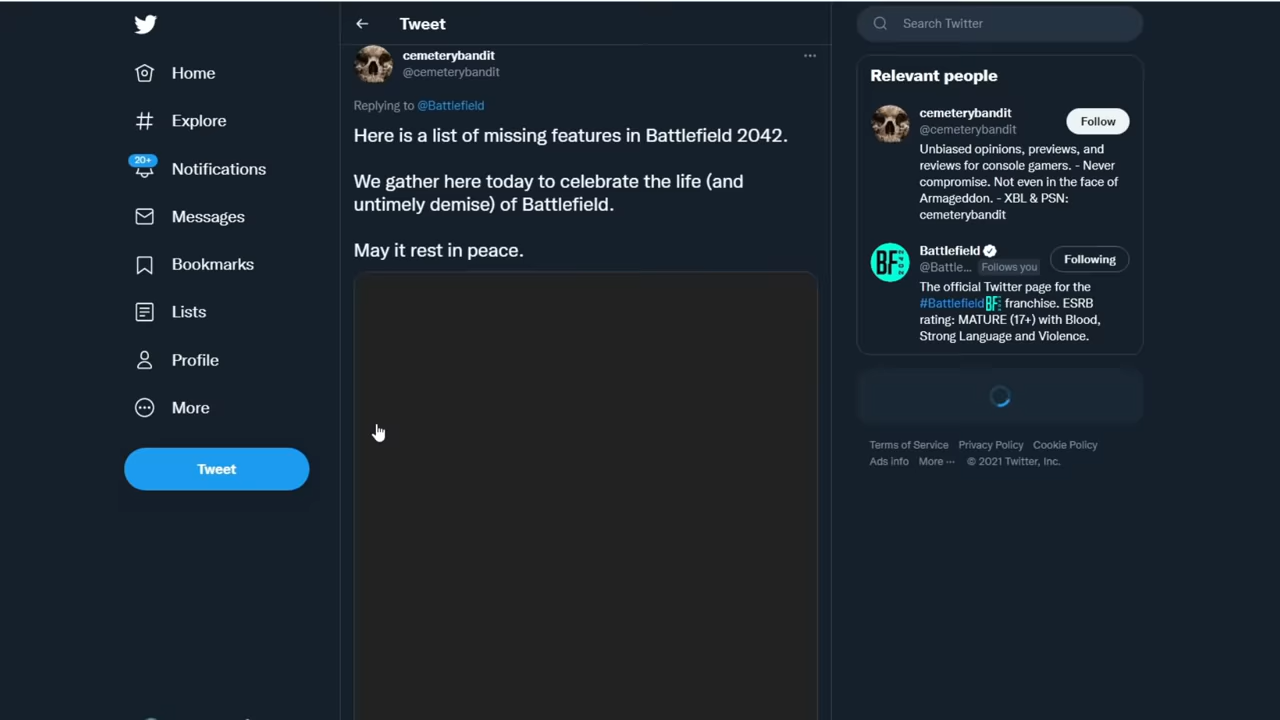 Home
Explore
20+
Notifications
Messages
Bookmarks
Lists
Profile
More
Tweet
Tweet
cemeterybandit
@cemeterybandit
Replying to @Battlefield
Here is a list of missing features in Battlefield 2042.
We gather here today to celebrate the life (and
untimely demise) of Battlefield.
May it rest in peace.
Search Twitter
Relevant people
cemeterybandit
@cemeterybandit
Follow
Unbiased opinions, previews, and
reviews for console gamers. - Never
compromise. Not even in the face of
Armageddon. - XBL & PSN:
cemeterybandit
Battlefield
@Battle... Follows you
Following
The official Twitter page for the
#Battlefield franchise. ESRB
rating: MATURE (17+) with Blood,
Strong Language and Violence.
Terms of Service Privacy Policy Cookie Policy
Ads info More ··· © 2021 Twitter, Inc.